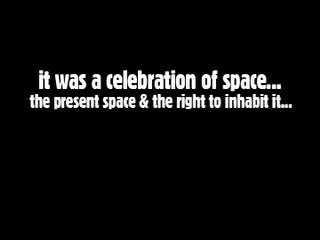 it was a celebration of space...
the present space & the right to inhabit it...